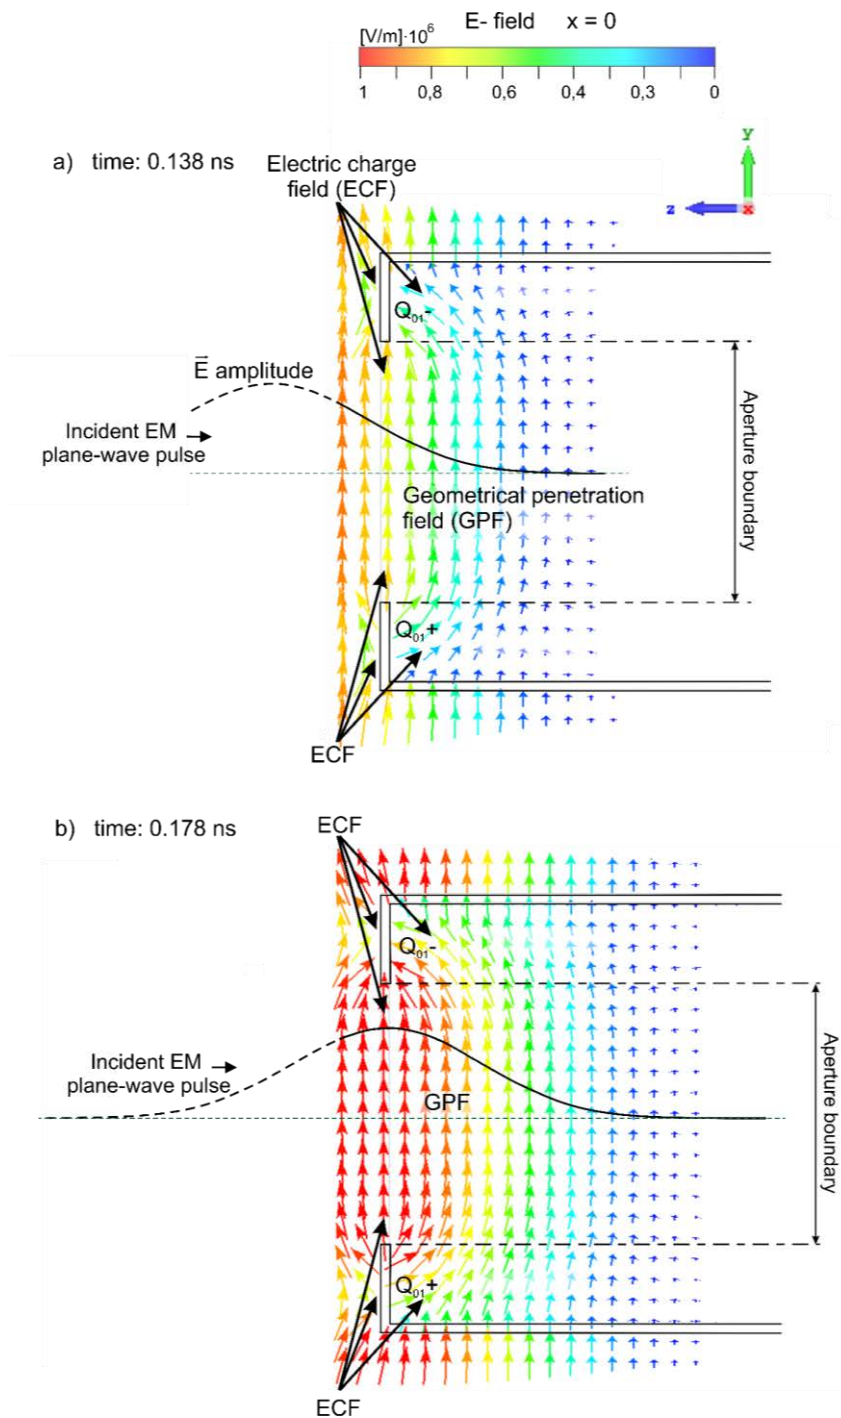 E- field x = 0
[V/m]·10⁶
1 0,8 0,6 0,4 0,3 0
y
z
x
a) time: 0.138 ns
Electric charge
field (ECF)
Q₀₁-
E⃗ amplitude
Incident EM
plane-wave pulse
Geometrical penetration
field (GPF)
Aperture boundary
Q₀₁+
ECF
b) time: 0.178 ns
ECF
Q₀₁-
Incident EM
plane-wave pulse
GPF
Aperture boundary
Q₀₁+
ECF